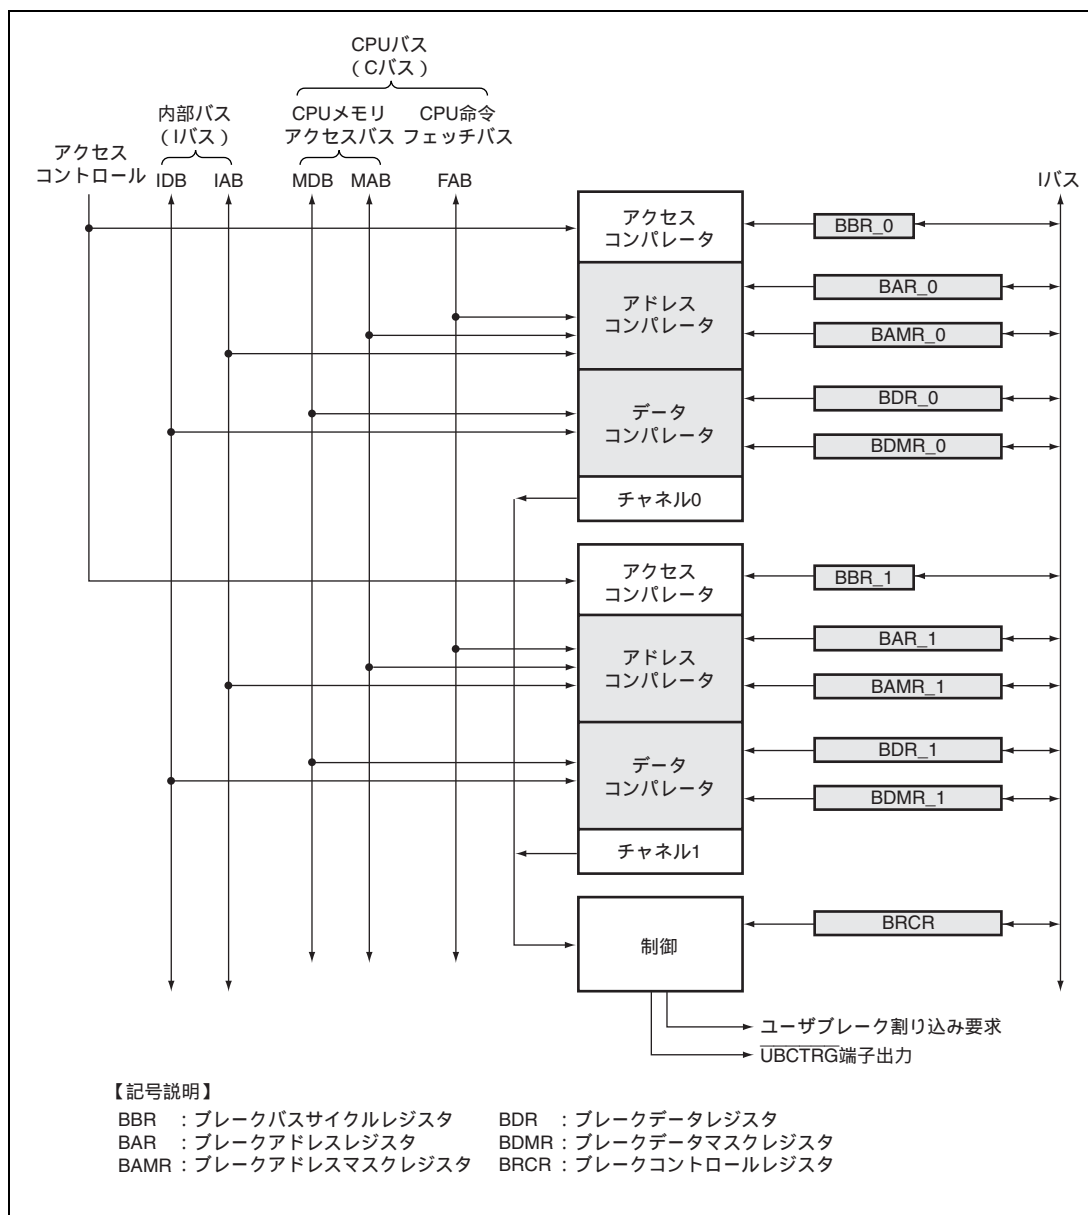 CPUバス
（Cバス）
内部バス
（Iバス）
CPUメモリ
アクセスバス
CPU命令
フェッチバス
アクセス
コントロール
IDB
IAB
MDB
MAB
FAB
Iバス
アクセス
コンパレータ
BBR_0
アドレス
コンパレータ
BAR_0
BAMR_0
データ
コンパレータ
BDR_0
BDMR_0
チャネル0
アクセス
コンパレータ
BBR_1
アドレス
コンパレータ
BAR_1
BAMR_1
データ
コンパレータ
BDR_1
BDMR_1
チャネル1
制御
BRCR
ユーザブレーク割り込み要求
UBCTRG端子出力
【記号説明】
BBR ：ブレークバスサイクルレジスタ
BAR ：ブレークアドレスレジスタ
BAMR：ブレークアドレスマスクレジスタ
BDR ：ブレークデータレジスタ
BDMR：ブレークデータマスクレジスタ
BRCR：ブレークコントロールレジスタ